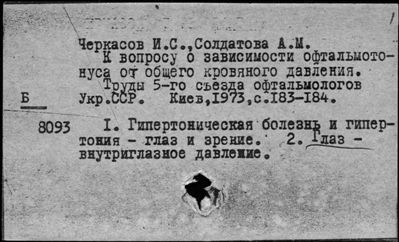 Черкасов И.С.,Солдатова А.М.
К вопросу о зависимости офтальмото-
нуса от общего кровяного давления.
Труды 5-го съезда офтальмологов
Б Укр.ССР. Киев,1973,с.183-184.
8093 1. Гипертоническая болезнь и гипер-
тония - глаз и зрение. 2. Глаз -
внутриглазное давление.